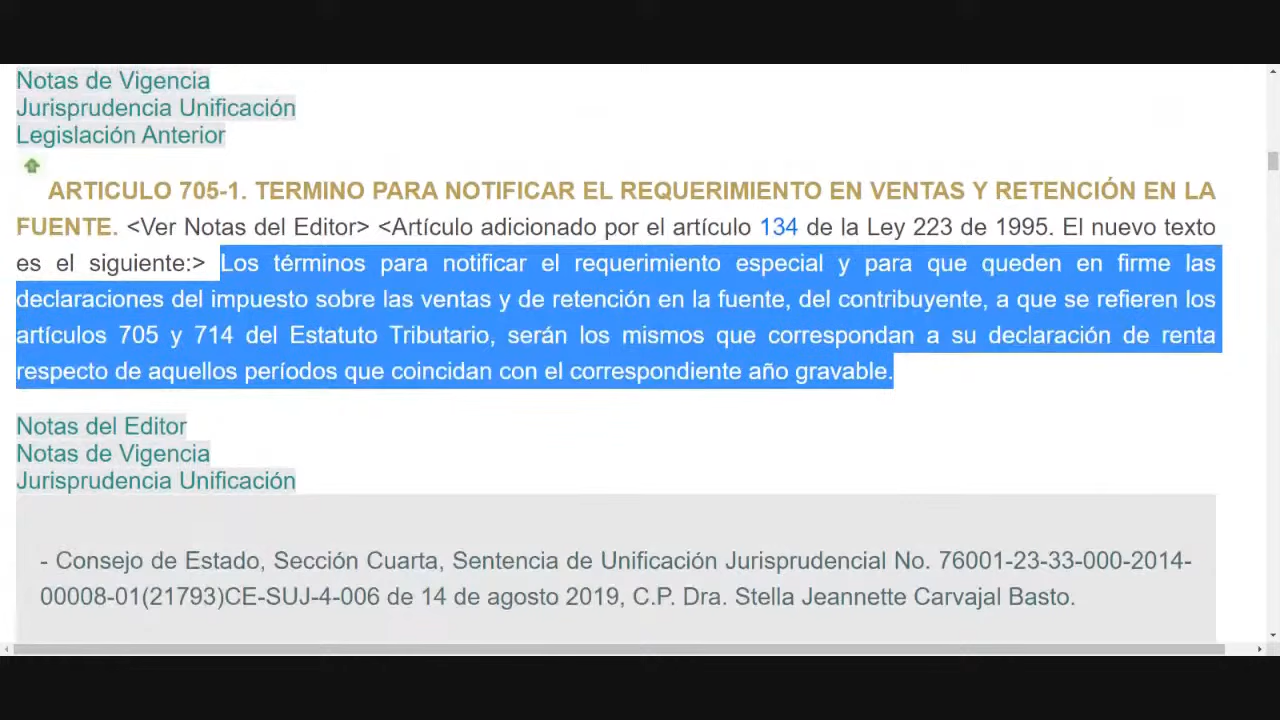 Notas de Vigencia
Jurisprudencia Unificación
Legislación Anterior
ARTICULO 705-1. TERMINO PARA NOTIFICAR EL REQUERIMIENTO EN VENTAS Y RETENCIÓN EN LA
FUENTE. <Ver Notas del Editor> <Artículo adicionado por el artículo 134 de la Ley 223 de 1995. El nuevo texto
es el siguiente:> Los términos para notificar el requerimiento especial y para que queden en firme las
declaraciones del impuesto sobre las ventas y de retención en la fuente, del contribuyente, a que se refieren los
artículos 705 y 714 del Estatuto Tributario, serán los mismos que correspondan a su declaración de renta
respecto de aquellos períodos que coincidan con el correspondiente año gravable.
Notas del Editor
Notas de Vigencia
Jurisprudencia Unificación
- Consejo de Estado, Sección Cuarta, Sentencia de Unificación Jurisprudencial No. 76001-23-33-000-2014-
00008-01(21793)CE-SUJ-4-006 de 14 de agosto 2019, C.P. Dra. Stella Jeannette Carvajal Basto.